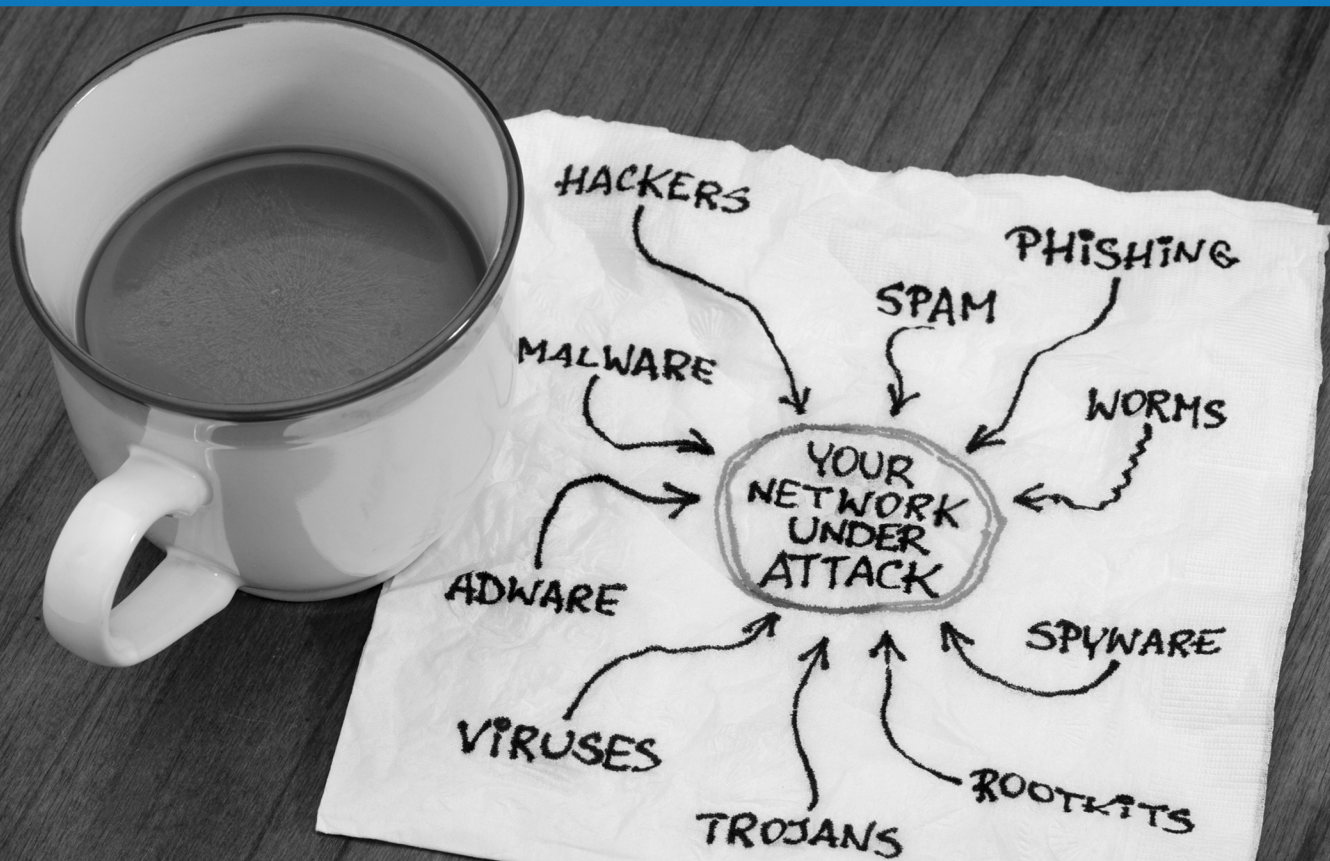 HACKERS
PHiSHiNG
SPAM
MALWARE
WORMS
YOUR
NETWORK
UNDER
ATTACK
ADWARE
SPYWARE
ViRUSES
ROOTKiTS
TROJANS